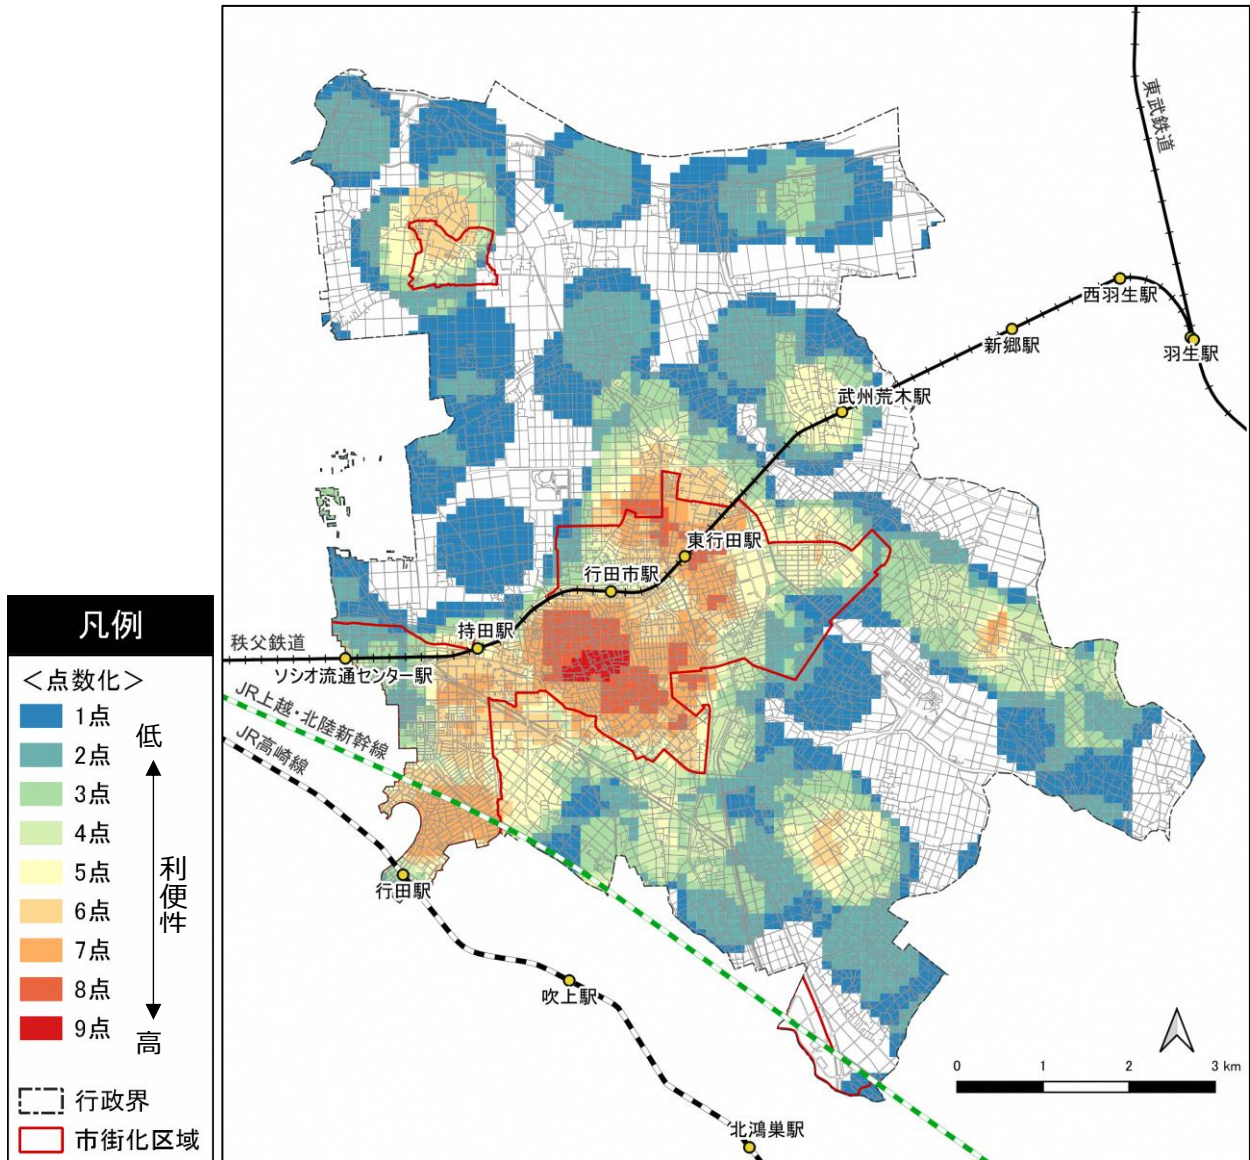 東武鉄道
西羽生駅
新郷駅
羽生駅
武州荒木駅
東行田駅
行田市駅
持田駅
秩父鉄道
ソシオ流通センター駅
JR上越・北陸新幹線
JR高崎線
行田駅
吹上駅
北鴻巣駅
0 1 2 3 km
凡例
＜点数化＞
1点
2点
3点
4点
5点
6点
7点
8点
9点
低
利便性
高
行政界
市街化区域